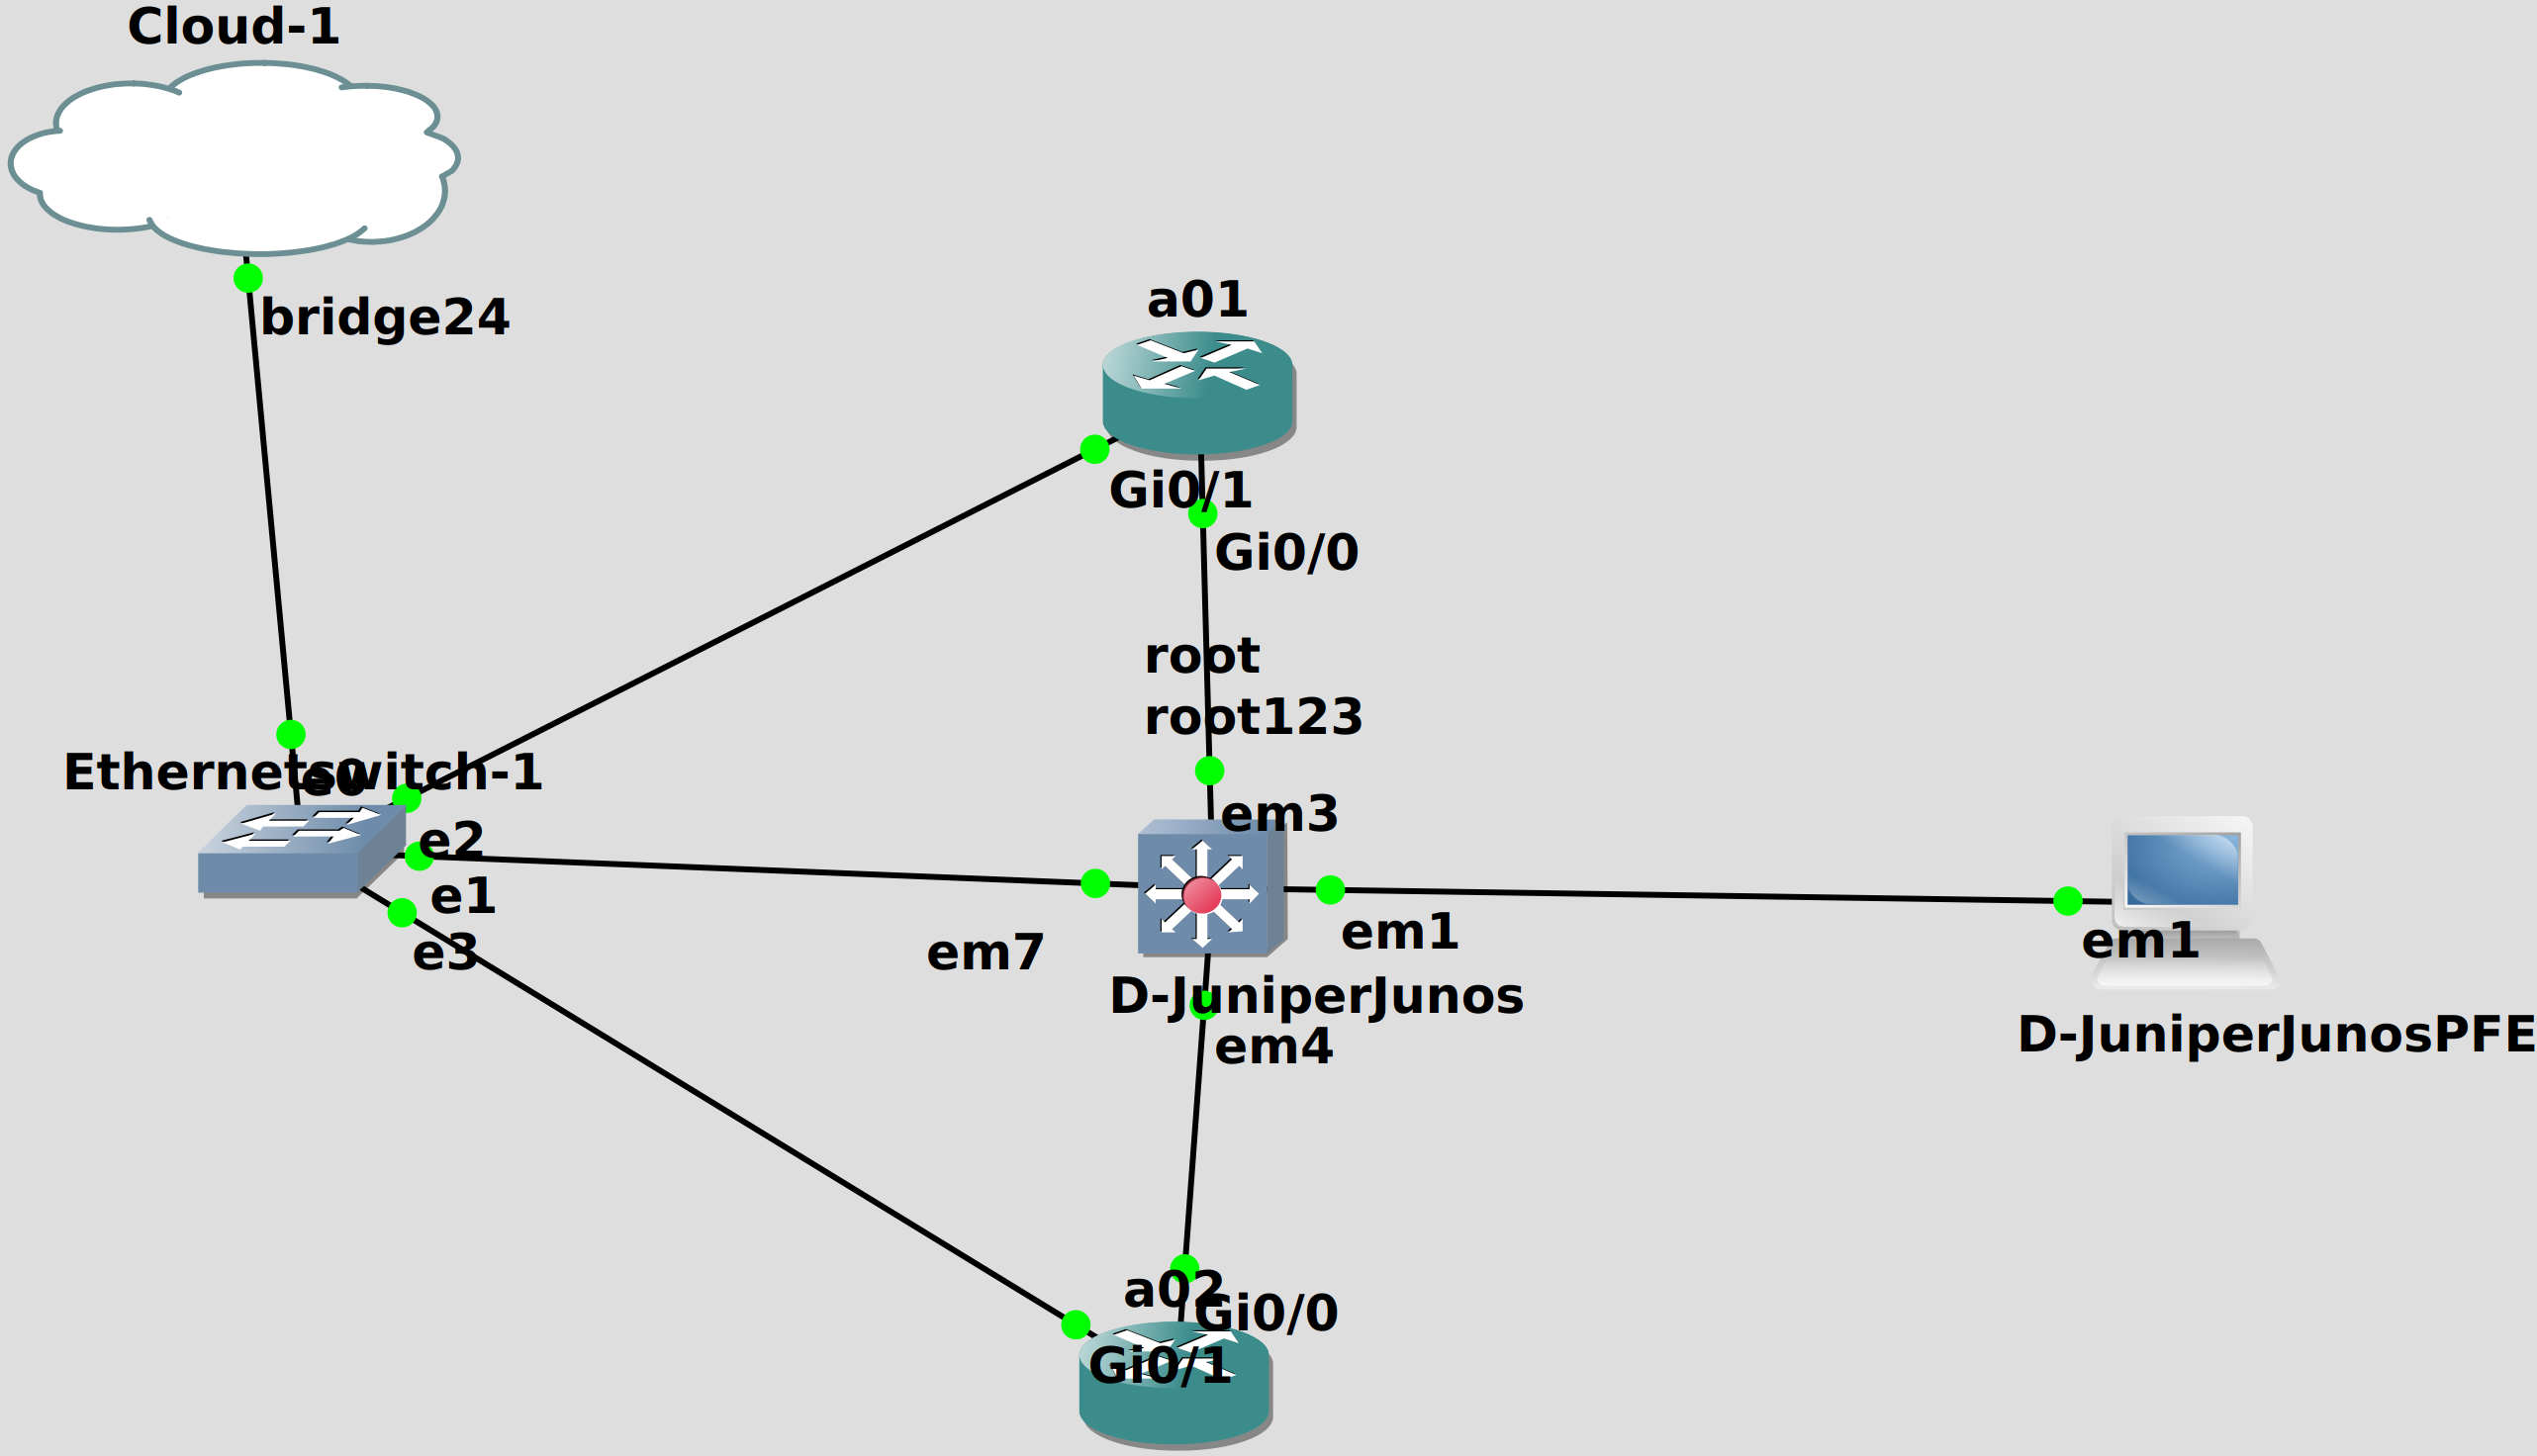 Cloud-1
bridge24
a01
Gi0/1
Gi0/0
root
root123
Ethernetswitch-1
e0
e2
e1
e3
em3
em7
em1
em1
D-JuniperJunos
em4
D-JuniperJunosPFE
a02
Gi0/0
Gi0/1